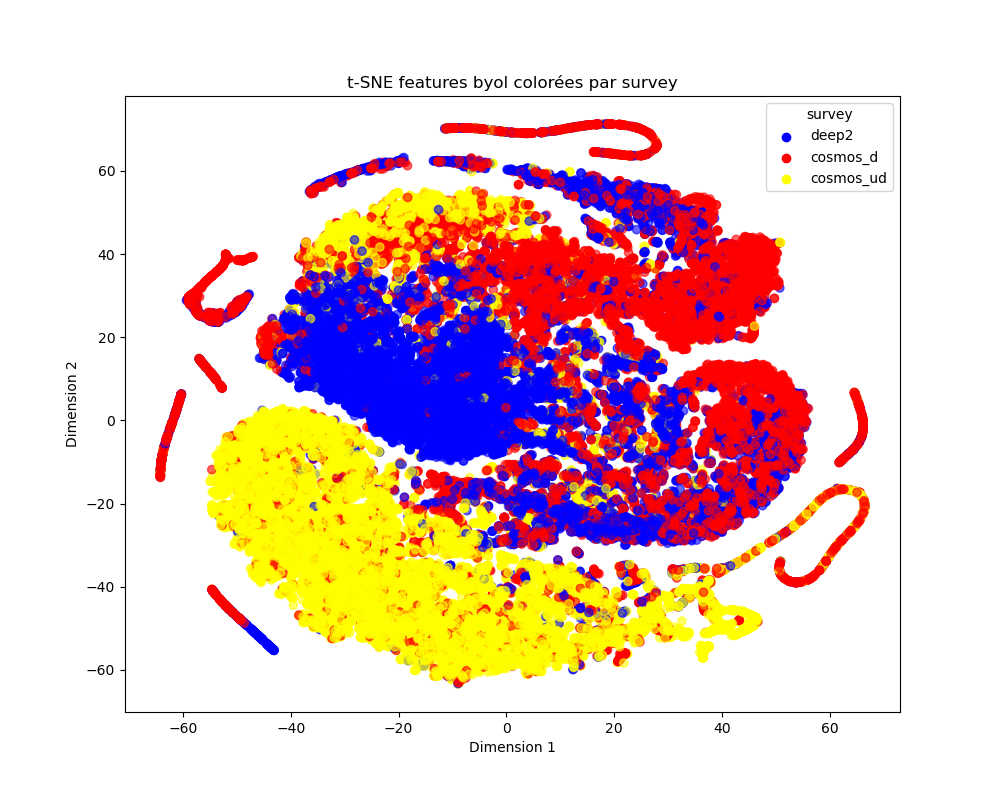 t-SNE features byol colorées par survey
survey
deep2
cosmos_d
cosmos_ud
60
40
20
0
−20
−40
−60
Dimension 2
−60
−40
−20
0
20
40
60
Dimension 1